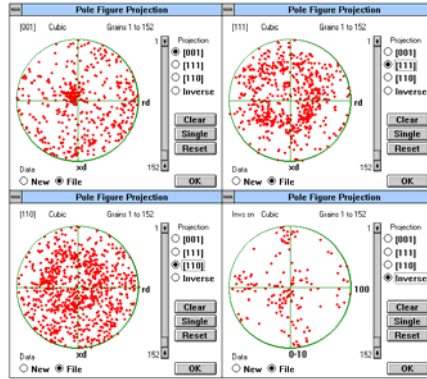 Pole Figure Projection
[001] Cubic Grains 1 to 152
1
Projection
[001]
[111]
[110]
Inverse
rd
Clear
Single
Reset
xd
152
Data
New File
OK
Pole Figure Projection
[111] Cubic Grains 1 to 152
1
Projection
[001]
[111]
[110]
Inverse
rd
Clear
Single
Reset
xd
152
Data
New File
OK
Pole Figure Projection
[110] Cubic Grains 1 to 152
1
Projection
[001]
[111]
[110]
Inverse
rd
Clear
Single
Reset
xd
152
Data
New File
OK
Pole Figure Projection
Invs sn Cubic Grains 1 to 152
1
Projection
[001]
[111]
[110]
Inverse
100
Clear
Single
Reset
0-10
152
Data
New File
OK